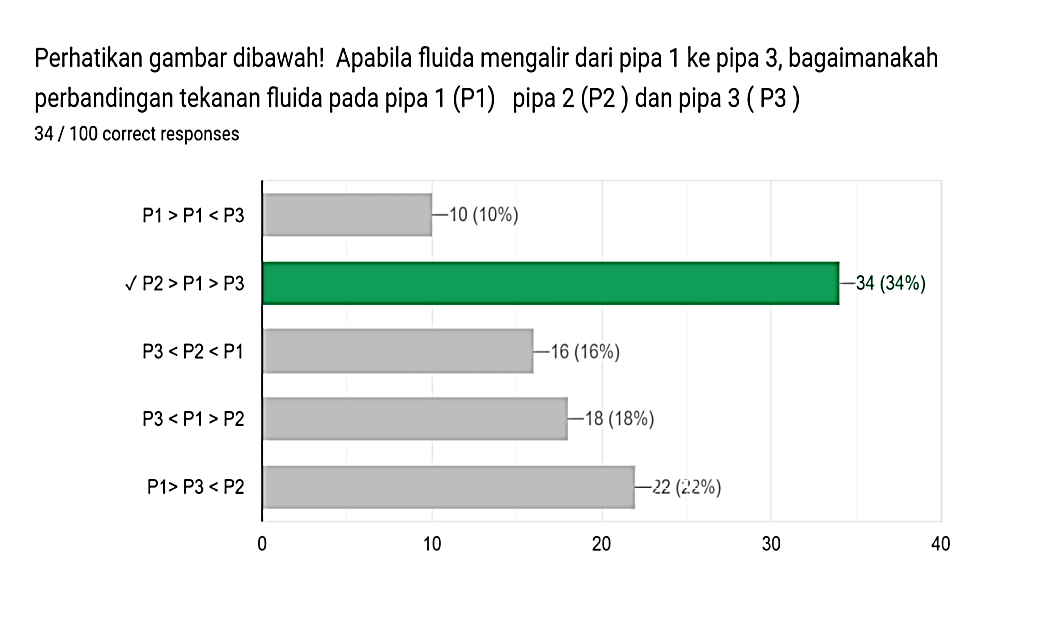 Perhatikan gambar dibawah! Apabila fluida mengalir dari pipa 1 ke pipa 3, bagaimanakah
perbandingan tekanan fluida pada pipa 1 (P1) pipa 2 (P2 ) dan pipa 3 ( P3 )
34 / 100 correct responses
P1 > P1 < P3
10 (10%)
✓ P2 > P1 > P3
34 (34%)
P3 < P2 < P1
16 (16%)
P3 < P1 > P2
18 (18%)
P1> P3 < P2
22 (22%)
0 10 20 30 40